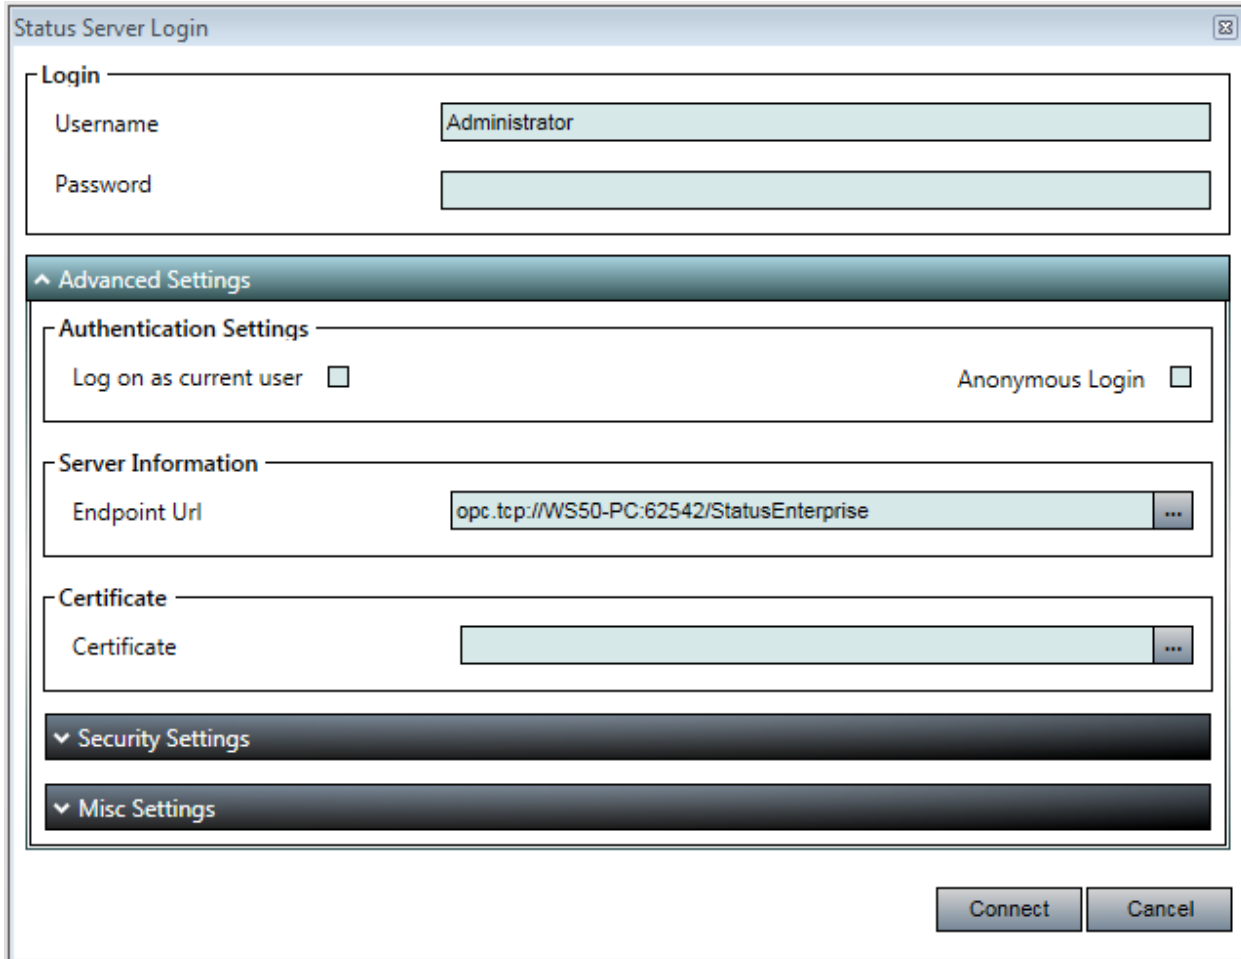 Status Server Login
Login
Username
Administrator
Password
Advanced Settings
Authentication Settings
Log on as current user
Anonymous Login
Server Information
Endpoint Url
opc.tcp://WS50-PC:62542/StatusEnterprise
...
Certificate
Certificate
...
Security Settings
Misc Settings
Connect
Cancel